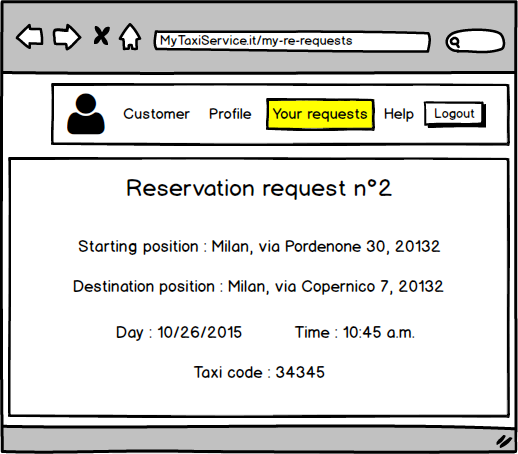 MyTaxiService.it/my-re-requests
Customer Profile Your requests Help Logout
Reservation request n°2
Starting position : Milan, via Pordenone 30, 20132
Destination position : Milan, via Copernico 7, 20132
Day : 10/26/2015 Time : 10:45 a.m.
Taxi code : 34345